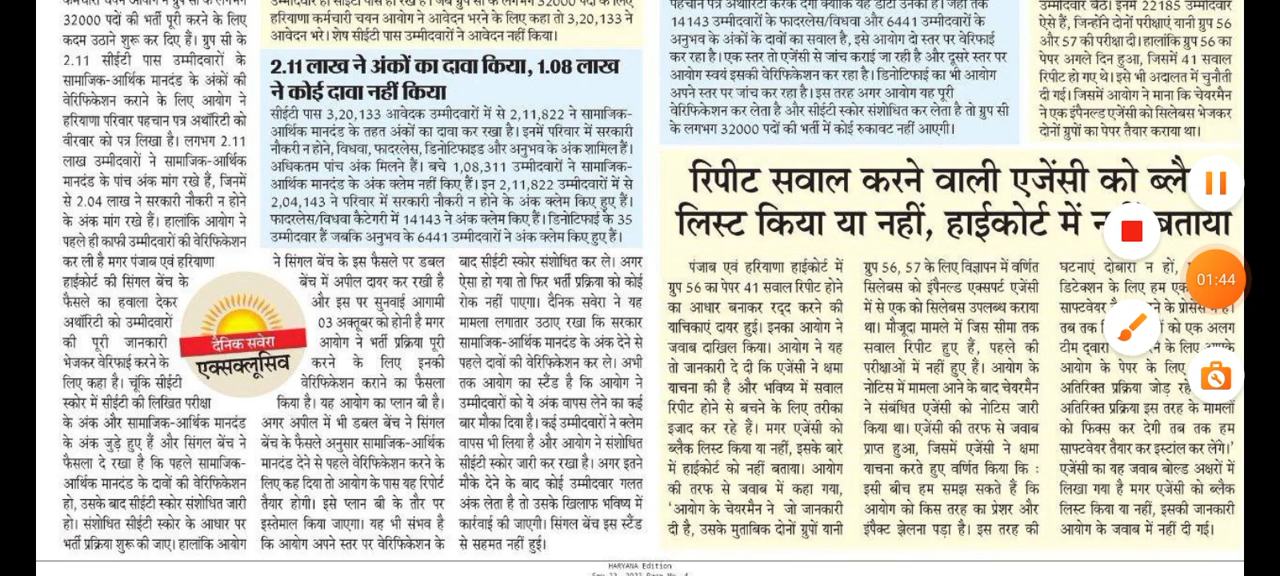 32000 पदों की भर्ती पूरी करने के लिए
कदम उठाने शुरू कर दिए हैं। ग्रुप सी के
2.11 सीईटी पास उम्मीदवारों के
सामाजिक-आर्थिक मानदंड के अंकों की
वेरिफिकेशन कराने के लिए आयोग ने
हरियाणा परिवार पहचान पत्र अथॉरिटी को
वीरवार को पत्र लिखा है। लगभग 2.11
लाख उम्मीदवारों ने सामाजिक-आर्थिक
मानदंड के पांच अंक मांग रखे हैं, जिनमें
से 2.04 लाख ने सरकारी नौकरी न होने
के अंक मांग रखे हैं। हालांकि आयोग ने
पहले ही काफी उम्मीदवारों की वेरिफिकेशन
कर ली है मगर पंजाब एवं हरियाणा
हाईकोर्ट की सिंगल बेंच के
फैसले का हवाला देकर
अथॉरिटी को उम्मीदवारों
की पूरी जानकारी
भेजकर वेरिफाई करने के
लिए कहा है। चूंकि सीईटी
स्कोर में सीईटी की लिखित परीक्षा
के अंक और सामाजिक-आर्थिक मानदंड
के अंक जुड़े हुए हैं और सिंगल बेंच ने
फैसला दे रखा है कि पहले सामाजिक-
आर्थिक मानदंड के दावों की वेरिफिकेशन
हो, उसके बाद सीईटी स्कोर संशोधित जारी
हो। संशोधित सीईटी स्कोर के आधार पर
भर्ती प्रक्रिया शुरू की जाए। हालांकि आयोग
हरियाणा कर्मचारी चयन आयोग ने आवेदन भरने के लिए कहा तो 3,20,133 ने
आवेदन भरे। शेष सीईटी पास उम्मीदवारों ने आवेदन नहीं किया।
2.11 लाख ने अंकों का दावा किया, 1.08 लाख
ने कोई दावा नहीं किया
सीईटी पास 3,20,133 आवेदक उम्मीदवारों में से 2,11,822 ने सामाजिक-
आर्थिक मानदंड के तहत अंकों का दावा कर रखा है। इनमें परिवार में सरकारी
नौकरी न होने, विधवा, फादरलेस, डिनोटिफाइड और अनुभव के अंक शामिल हैं।
अधिकतम पांच अंक मिलने हैं। बचे 1,08,311 उम्मीदवारों ने सामाजिक-
आर्थिक मानदंड के अंक क्लेम नहीं किए हैं। इन 2,11,822 उम्मीदवारों में से
2,04,143 ने परिवार में सरकारी नौकरी न होने के अंक क्लेम किए हुए हैं।
फादरलेस/विधवा कैटेगरी में 14143 ने अंक क्लेम किए हैं। डिनोटिफाई के 35
उम्मीदवार हैं जबकि अनुभव के 6441 उम्मीदवारों ने अंक क्लेम किए हुए हैं।
दैनिक सवेरा
एक्सक्लूसिव
ने सिंगल बेंच के इस फैसले पर डबल
बेंच में अपील दायर कर रखी है
और इस पर सुनवाई आगामी
03 अक्तूबर को होनी है मगर
आयोग ने भर्ती प्रक्रिया पूरी
करने के लिए इनकी
वेरिफिकेशन कराने का फैसला
किया है। यह आयोग का प्लान बी है।
अगर अपील में भी डबल बेंच ने सिंगल
बेंच के फैसले अनुसार सामाजिक-आर्थिक
मानदंड देने से पहले वेरिफिकेशन करने के
लिए कह दिया तो आयोग के पास यह रिपोर्ट
तैयार होगी। इसे प्लान बी के तौर पर
इस्तेमाल किया जाएगा। यह भी संभव है
कि आयोग अपने स्तर पर वेरिफिकेशन के
बाद सीईटी स्कोर संशोधित कर ले। अगर
ऐसा हो गया तो फिर भर्ती प्रक्रिया को कोई
रोक नहीं पाएगा। दैनिक सवेरा ने यह
मामला लगातार उठाए रखा कि सरकार
सामाजिक-आर्थिक मानदंड के अंक देने से
पहले दावों की वेरिफिकेशन कर ले। अभी
तक आयोग का स्टैंड है कि आयोग ने
उम्मीदवारों को ये अंक वापस लेने का कई
बार मौका दिया है। कई उम्मीदवारों ने क्लेम
वापस भी लिया है और आयोग ने संशोधित
सीईटी स्कोर जारी कर रखा है। अगर इतने
मौके देने के बाद कोई उम्मीदवार गलत
अंक लेता है तो उसके खिलाफ भविष्य में
कार्रवाई की जाएगी। सिंगल बेंच इस स्टैंड
से सहमत नहीं हुई।
14143 उम्मीदवारों के फादरलेस/विधवा और 6441 उम्मीदवारों के
अनुभव के अंकों के दावों का सवाल है, इसे आयोग दो स्तर पर वेरिफाई
कर रहा है। एक स्तर तो एजेंसी से जांच कराई जा रही है और दूसरे स्तर पर
आयोग स्वयं इसकी वेरिफिकेशन कर रहा है। डिनोटिफाई का भी आयोग
अपने स्तर पर जांच कर रहा है। इस तरह अगर आयोग यह पूरी
वेरिफिकेशन कर लेता है और सीईटी स्कोर संशोधित कर लेता है तो ग्रुप सी
के लगभग 32000 पदों की भर्ती में कोई रुकावट नहीं आएगी।
उम्मीदवार बैठे। इनमें 22185 उम्मीदवार
ऐसे हैं, जिन्होंने दोनों परीक्षाएं यानी ग्रुप 56
और 57 की परीक्षा दी। हालांकि ग्रुप 56 का
पेपर अगले दिन हुआ, जिसमें 41 सवाल
रिपीट हो गए थे। इसे भी अदालत में चुनौती
दी गई। जिसमें आयोग ने माना कि चेयरमैन
ने एक इंपैनल्ड एजेंसी को सिलेबस भेजकर
दोनों ग्रुपों का पेपर तैयार कराया था।
रिपीट सवाल करने वाली एजेंसी को ब्लै
लिस्ट किया या नहीं, हाईकोर्ट में न बताया
पंजाब एवं हरियाणा हाईकोर्ट में
ग्रुप 56 का पेपर 41 सवाल रिपीट होने
का आधार बनाकर रद्द करने की
याचिकाएं दायर हुई। इनका आयोग ने
जवाब दाखिल किया। आयोग ने यह
तो जानकारी दे दी कि एजेंसी ने क्षमा
याचना की है और भविष्य में सवाल
रिपीट होने से बचने के लिए तरीका
इजाद कर रहे हैं। मगर एजेंसी को
ब्लैक लिस्ट किया या नहीं, इसके बारे
में हाईकोर्ट को नहीं बताया। आयोग
की तरफ से जवाब में कहा गया,
'आयोग के चेयरमैन ने जो जानकारी
दी है, उसके मुताबिक दोनों ग्रुपों यानी
ग्रुप 56, 57 के लिए विज्ञापन में वर्णित
सिलेबस को इंपैनल्ड एक्सपर्ट एजेंसी
में से एक को सिलेबस उपलब्ध कराया
था। मौजूदा मामले में जिस सीमा तक
सवाल रिपीट हुए हैं, पहले की
परीक्षाओं में नहीं हुए हैं। आयोग के
नोटिस में मामला आने के बाद चेयरमैन
ने संबंधित एजेंसी को नोटिस जारी
किया था। एजेंसी की तरफ से जवाब
प्राप्त हुआ, जिसमें एजेंसी ने क्षमा
याचना करते हुए वर्णित किया कि :
इसी बीच हम समझ सकते हैं कि
आयोग को किस तरह का प्रेशर और
इंपैक्ट झेलना पड़ा है। इस तरह की
घटनाएं दोबारा न हों,
डिटेक्शन के लिए हम एक
साफ्टवेयर ने के प्रोसेस
तब तक को एक अलग
टीम द्वारा ने के लिए
आयोग के पेपर के लिए
अतिरिक्त प्रक्रिया जोड़ रहे
अतिरिक्त प्रक्रिया इस तरह के मामलों
को फिक्स कर देगी तब तक हम
साफ्टवेयर तैयार कर इंस्टॉल कर लेंगे।'
एजेंसी का यह जवाब बोल्ड अक्षरों में
लिखा गया है मगर एजेंसी को ब्लैक
लिस्ट किया या नहीं, इसकी जानकारी
आयोग के जवाब में नहीं दी गई।
01:44
HARYANA Edition